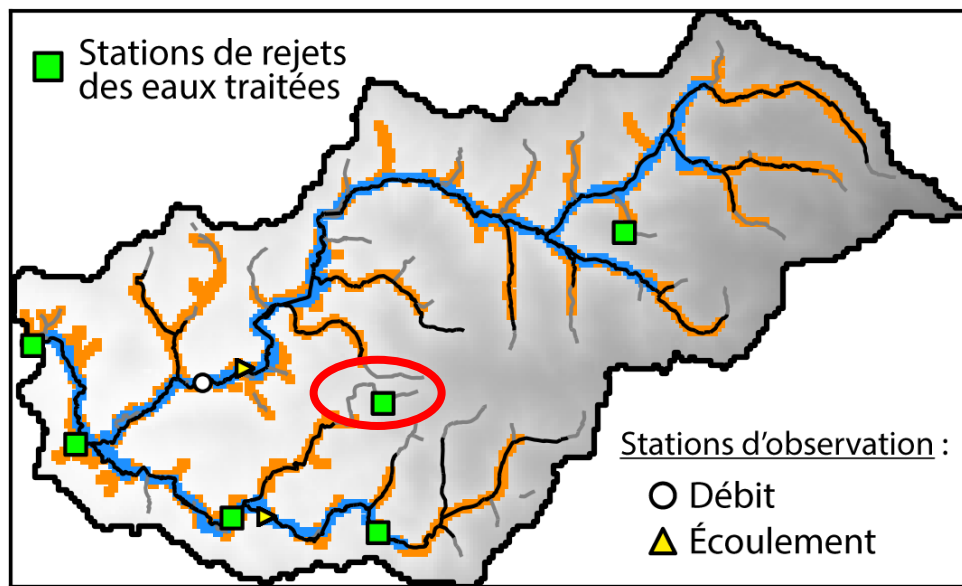 Stations de rejets
des eaux traitées
Stations d’observation :
Débit
Écoulement